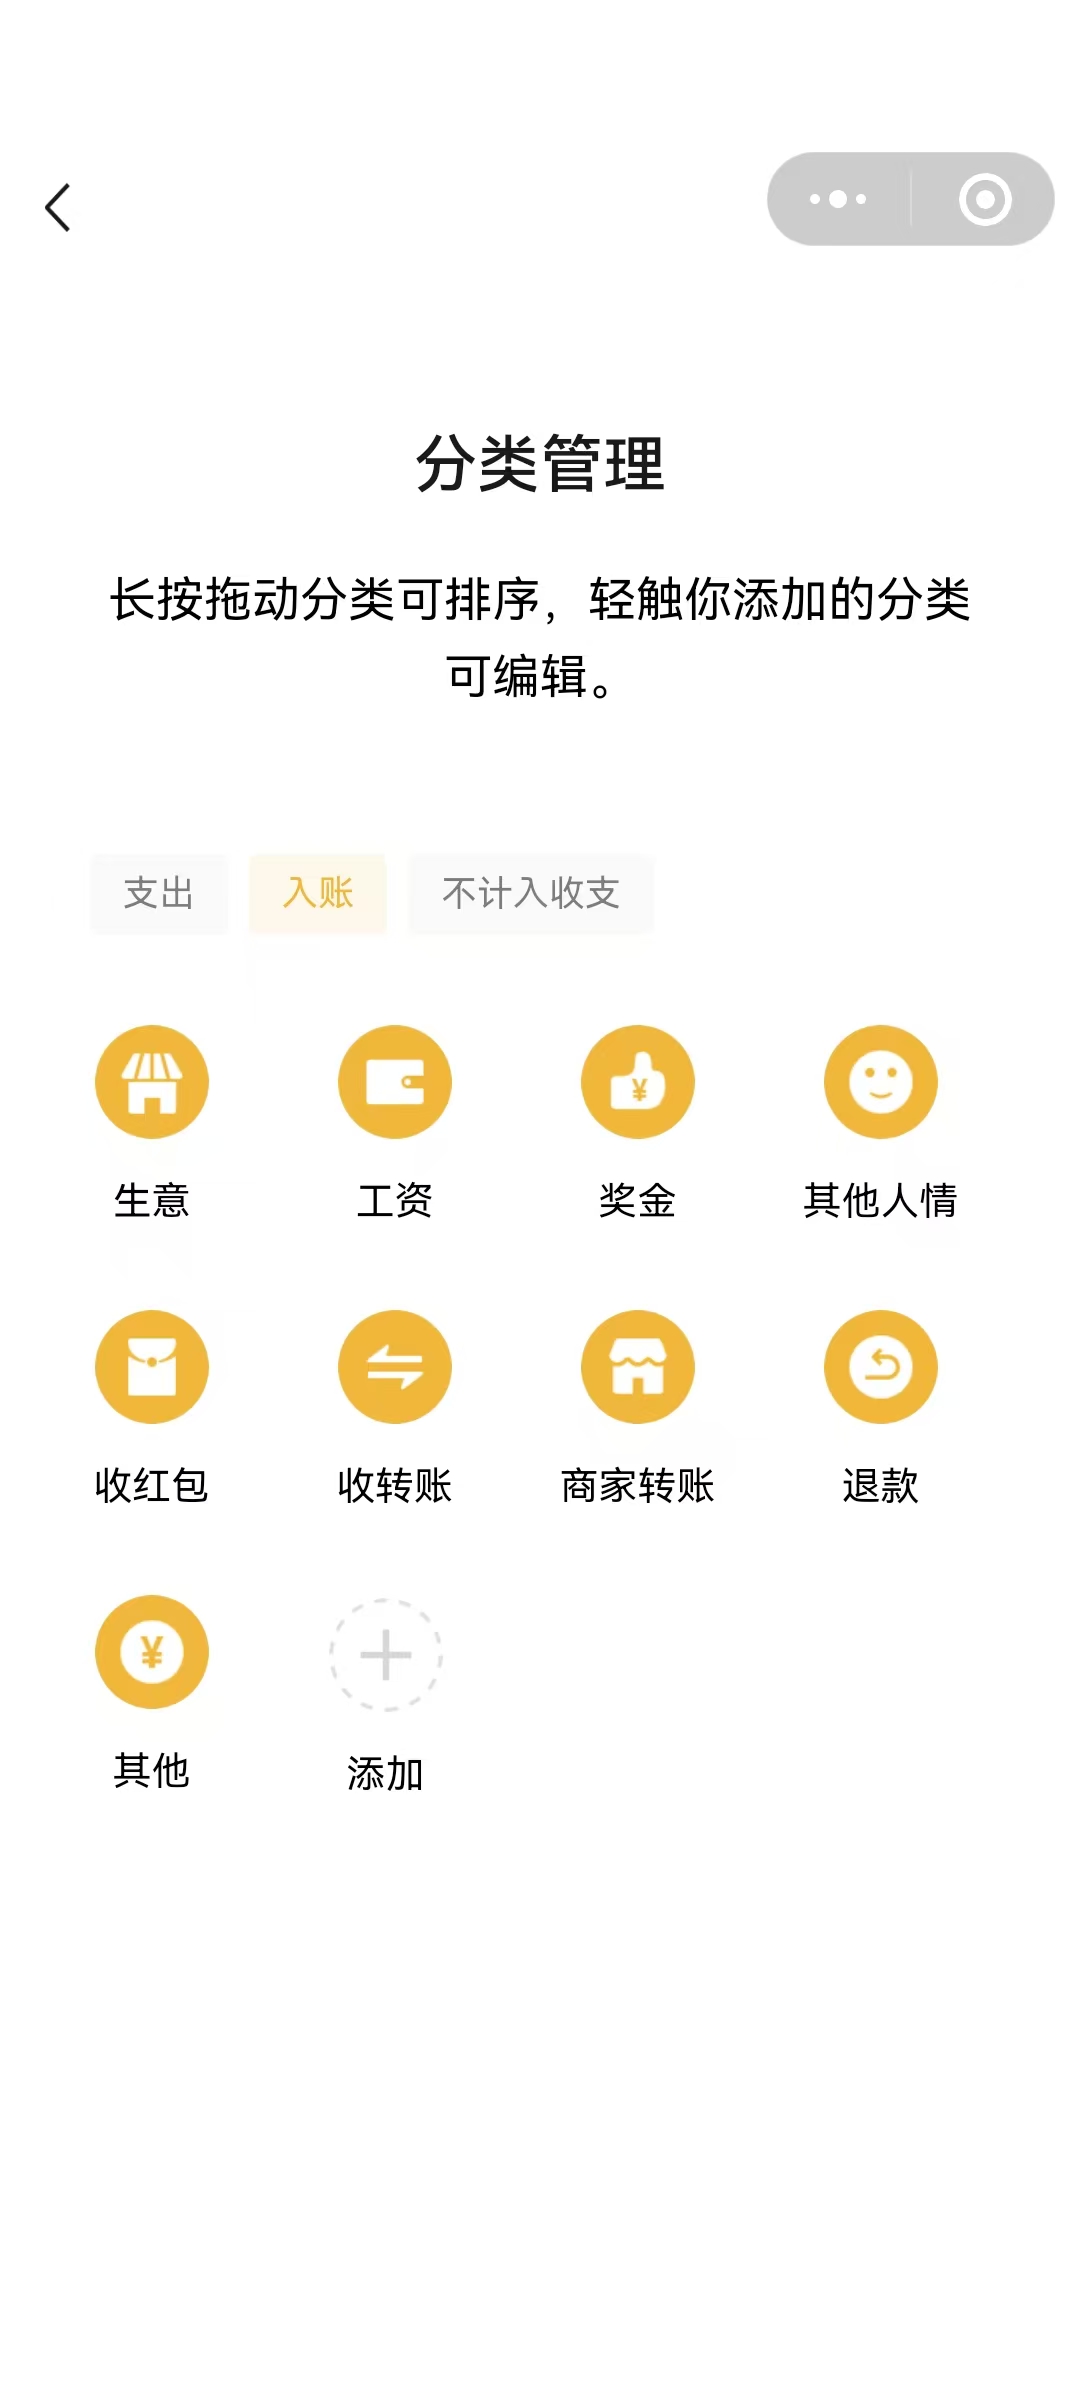 分类管理
长按拖动分类可排序，轻触你添加的分类
可编辑。
支出 入账 不计入收支
生意 工资 奖金 其他人情
收红包 收转账 商家转账 退款
其他 添加